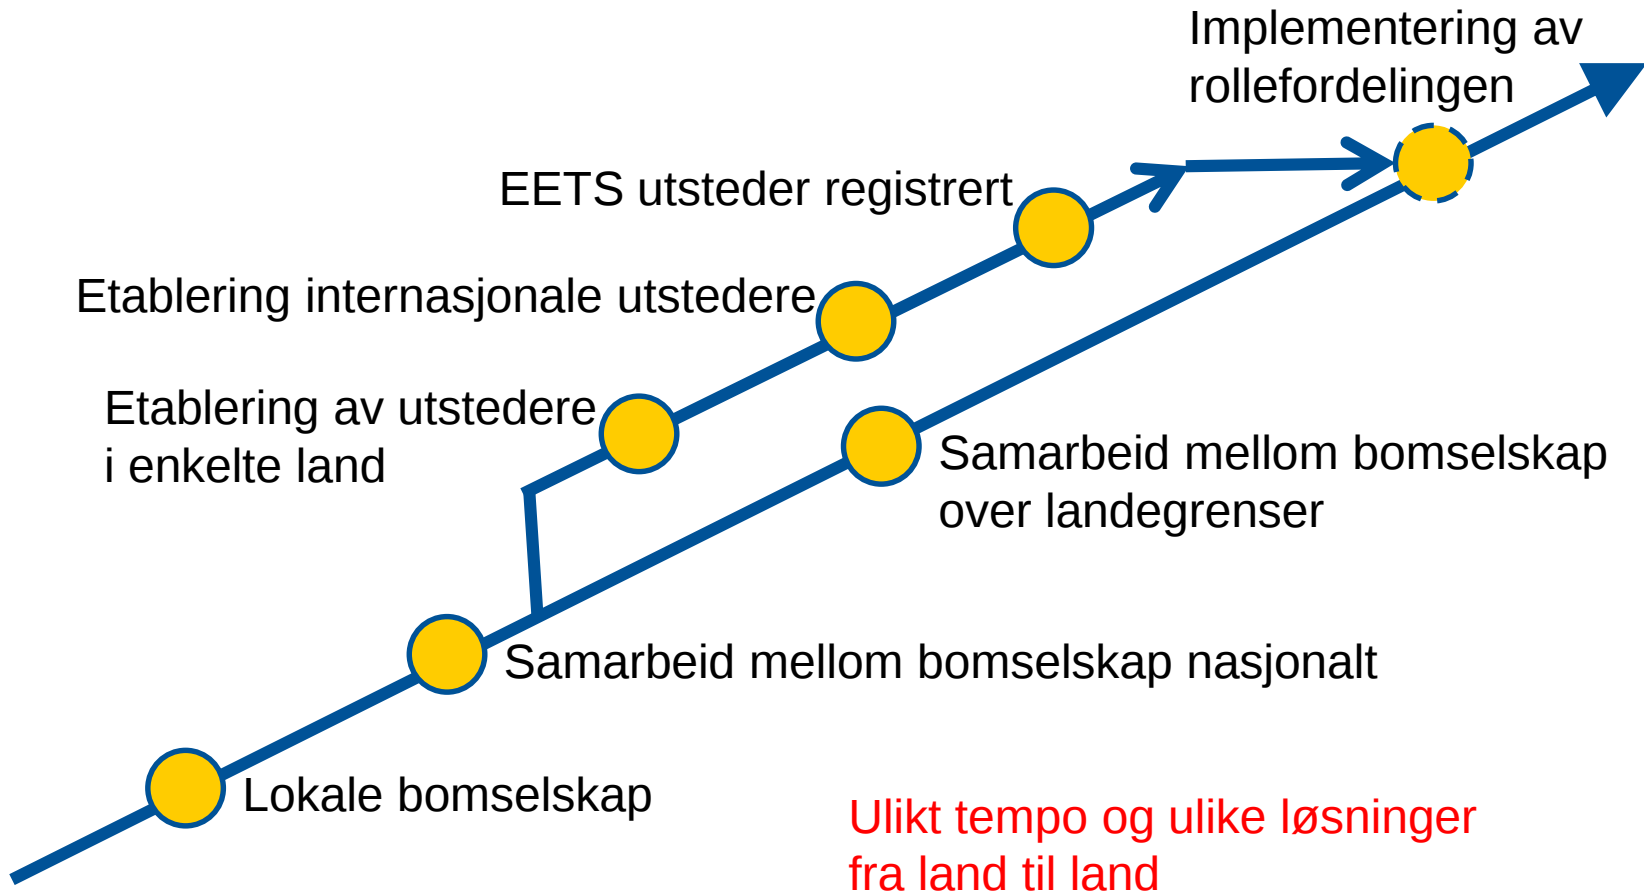 Implementering av
rollefordelingen
EETS utsteder registrert
Etablering internasjonale utstedere
Etablering av utstedere
i enkelte land
Samarbeid mellom bomselskap
over landegrenser
Samarbeid mellom bomselskap nasjonalt
Lokale bomselskap
Ulikt tempo og ulike løsninger
fra land til land